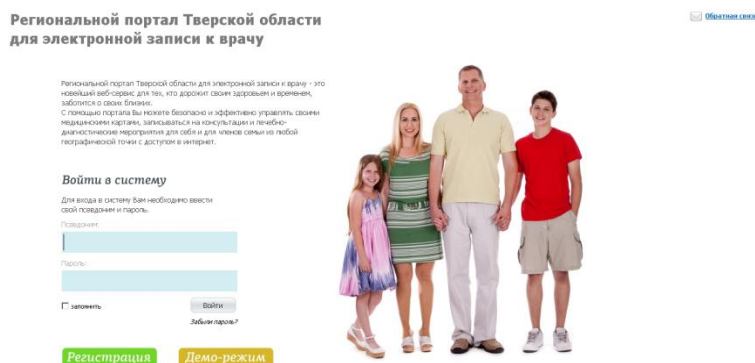 Региональной портал Тверской области
для электронной записи к врачу
Обратная связ
Региональной портал Тверской области для электронной записи к врачу - это
новейший веб-сервис для тех, кто дорожит своим здоровьем и временем,
заботится о своих близких.
С помощью портала Вы можете безопасно и эффективно управлять своими
медицинскими картами, записываться на консультации и лечебно-
диагностические мероприятия для себя и для членов семьи из любой
географической точки с доступом в интернет.
Войти в систему
Для входа в систему Вам необходимо ввести
свой псевдоним и пароль.
Псевдоним:
Пароль:
запомнить
Войти
Забыли пароль?
Регистрация
Демо-режим